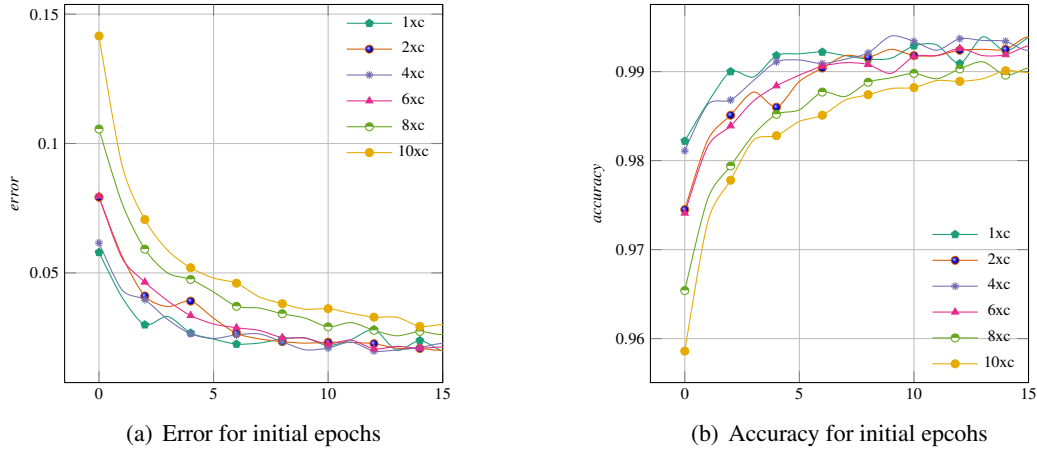 0.15
0.1
0.05
error
0
5
10
15
1xc
2xc
4xc
6xc
8xc
10xc
(a) Error for initial epochs
0.99
0.98
0.97
0.96
accuracy
0
5
10
15
1xc
2xc
4xc
6xc
8xc
10xc
(b) Accuracy for initial epcohs